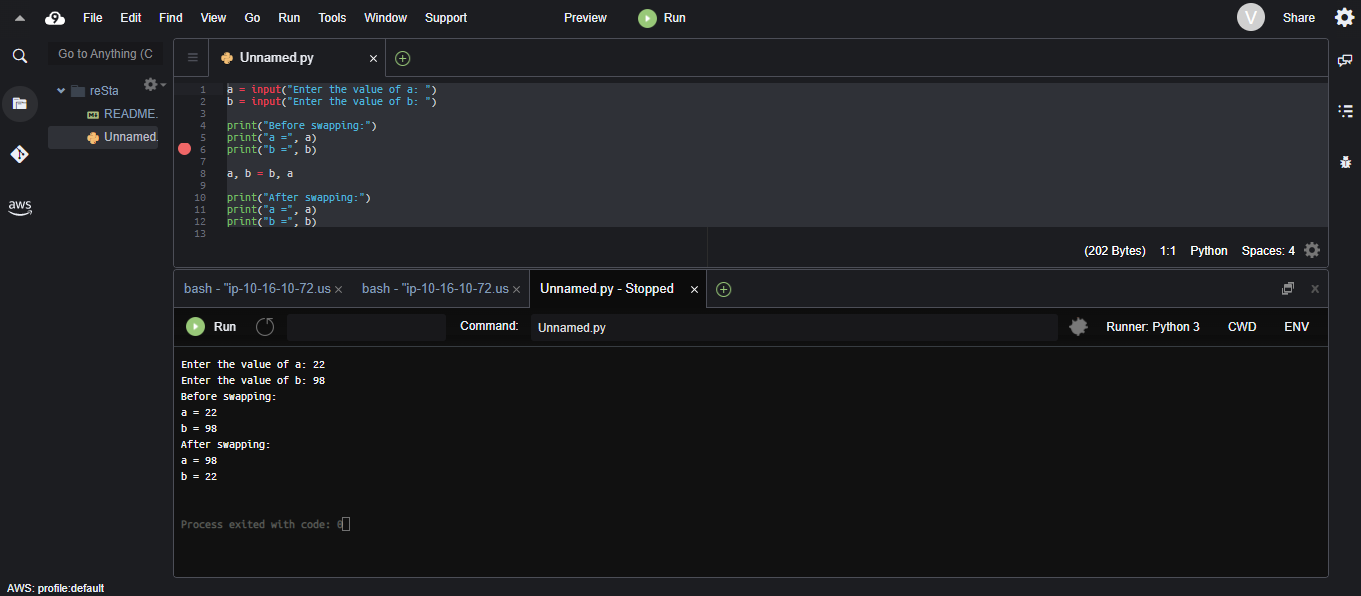 File Edit Find View Go Run Tools Window Support Preview Run V Share
Go to Anything (C
Unnamed.py
reSta
README.
Unnamed.
aws
1 a = input("Enter the value of a: ")
2 b = input("Enter the value of b: ")
3
4 print("Before swapping:")
5 print("a =", a)
6 print("b =", b)
7
8 a, b = b, a
9
10 print("After swapping:")
11 print("a =", a)
12 print("b =", b)
13
(202 Bytes) 1:1 Python Spaces: 4
bash - "ip-10-16-10-72.us bash - "ip-10-16-10-72.us Unnamed.py - Stopped
Run Command: Unnamed.py Runner: Python 3 CWD ENV
Enter the value of a: 22
Enter the value of b: 98
Before swapping:
a = 22
b = 98
After swapping:
a = 98
b = 22
Process exited with code: 0
AWS: profile:default